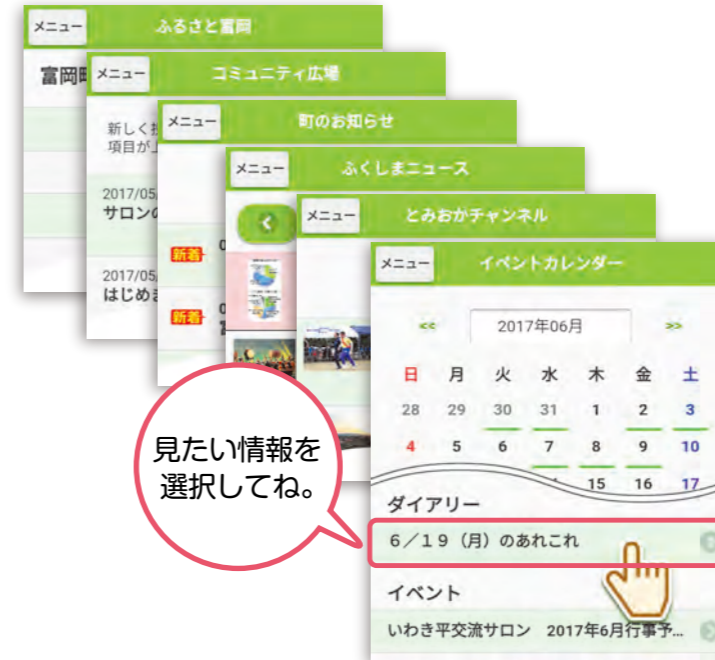 メニュー
ふるさと富岡
富岡町
メニュー
コミュニティ広場
新しく
項目が
2017/05
サロンの
2017/05
はじめま
メニュー
町のお知らせ
新着
新着
メニュー
ふくしまニュース
メニュー
とみおかチャンネル
メニュー
イベントカレンダー
<<
2017年06月
>>
日 月 火 水 木 金 土
28 29 30 31 1 2 3
4 5 6 7 8 9 10
15 16 17
見たい情報を
選択してね。
ダイアリー
6/19(月)のあれこれ
イベント
いわき平交流サロン 2017年6月行事予...